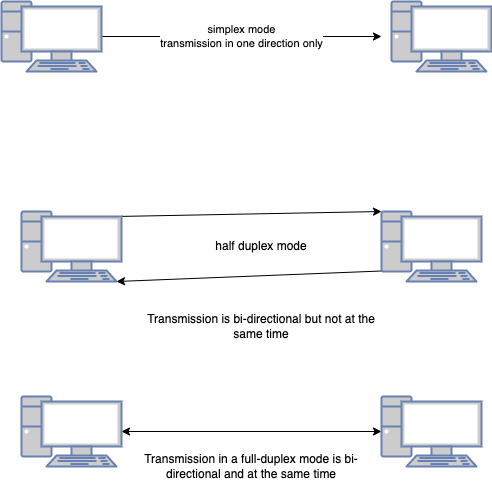 simplex mode
transmission in one direction only
half duplex mode
Transmission is bi-directional but not at the
same time
Transmission in a full-duplex mode is bi-
directional and at the same time